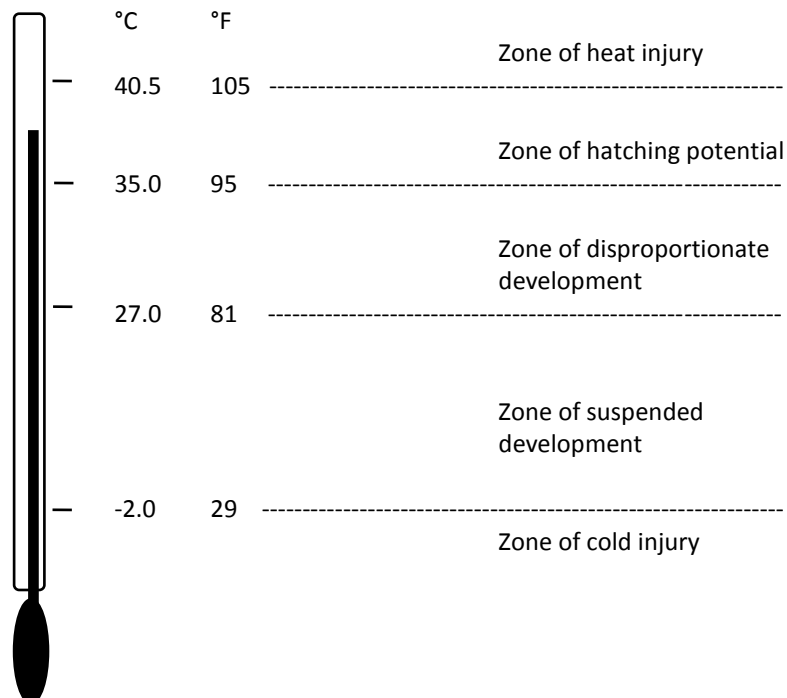 °C °F
Zone of heat injury
40.5 105
Zone of hatching potential
35.0 95
Zone of disproportionate
development
27.0 81
Zone of suspended
development
-2.0 29
Zone of cold injury